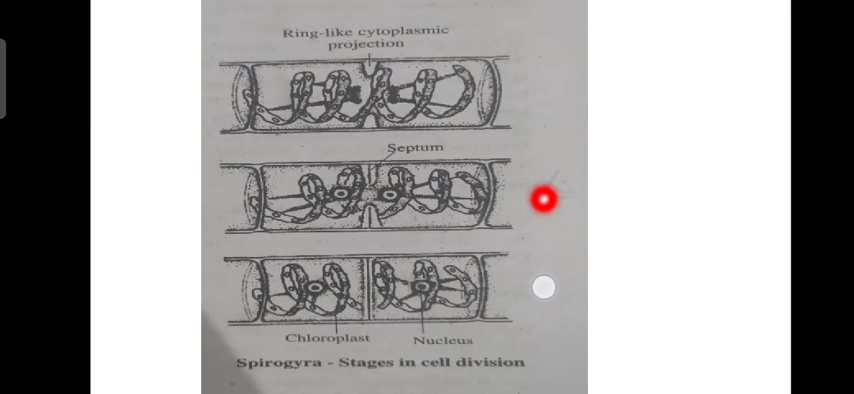 Ring-like cytoplasmic
projection
Septum
Chloroplast Nucleus
Spirogyra - Stages in cell division